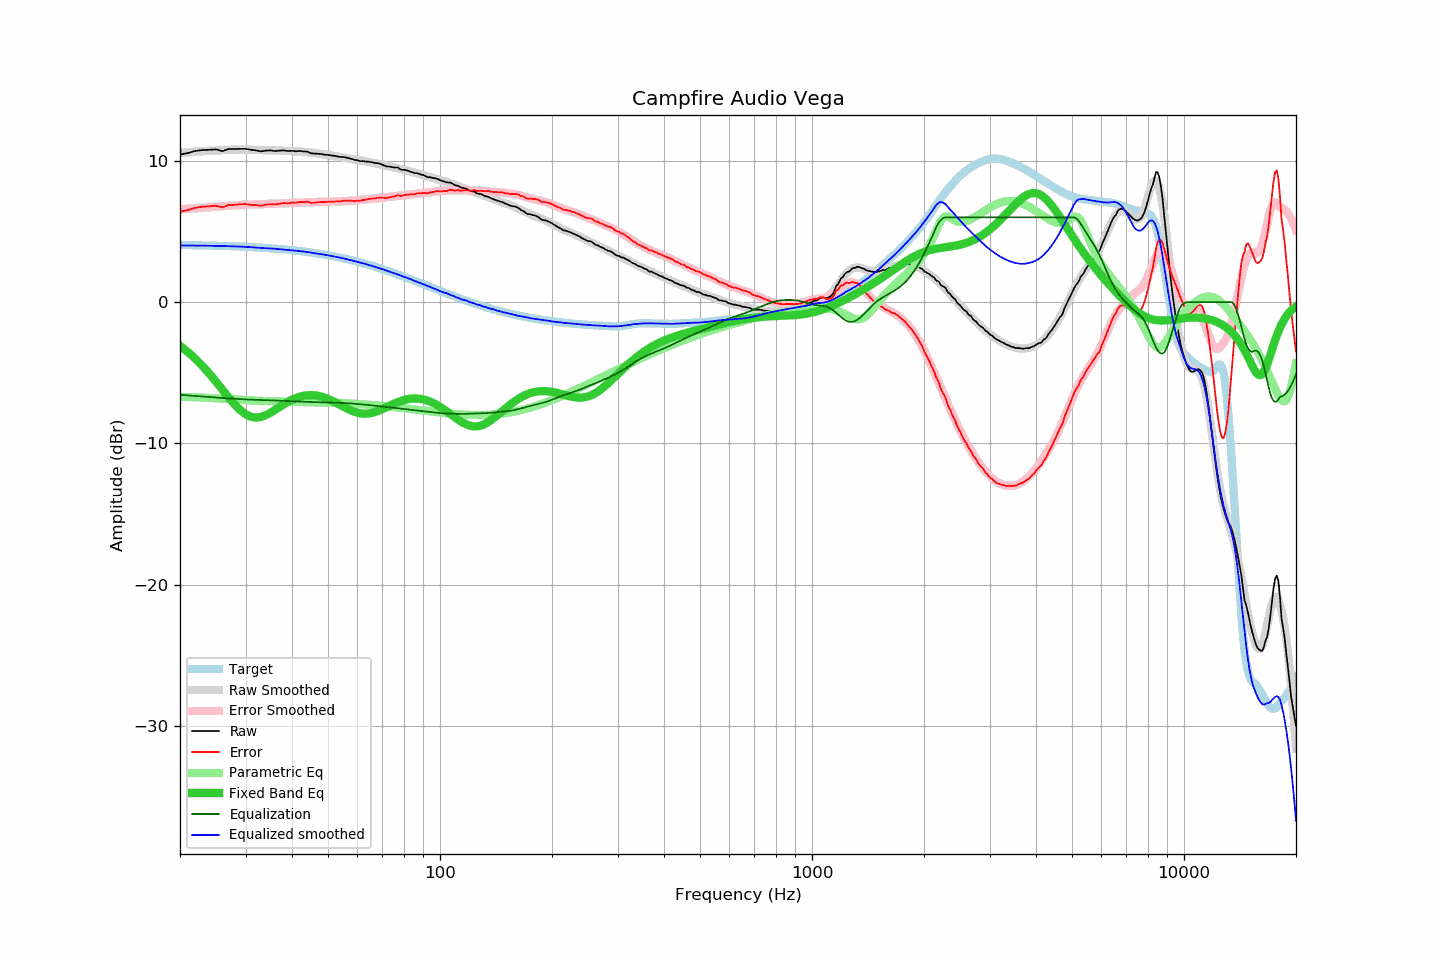 Campfire Audio Vega
Amplitude (dBr)
10
0
−10
−20
−30
Target
Raw Smoothed
Error Smoothed
Raw
Error
Parametric Eq
Fixed Band Eq
Equalization
Equalized smoothed
100
1000
10000
Frequency (Hz)